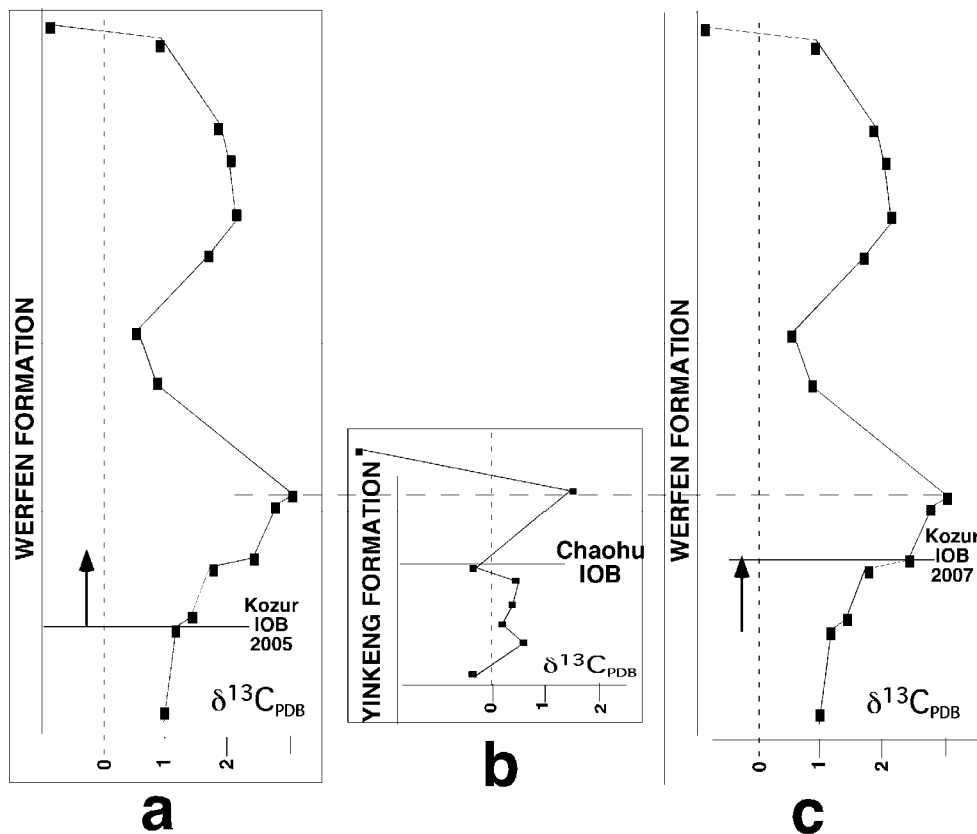 WERFEN FORMATION
Kozur
IOB
2005
δ13CPDB
0
1
2
a
YINKENG FORMATION
Chaohu
IOB
δ13CPDB
0
1
2
b
WERFEN FORMATION
Kozur
IOB
2007
δ13CPDB
0
1
2
c